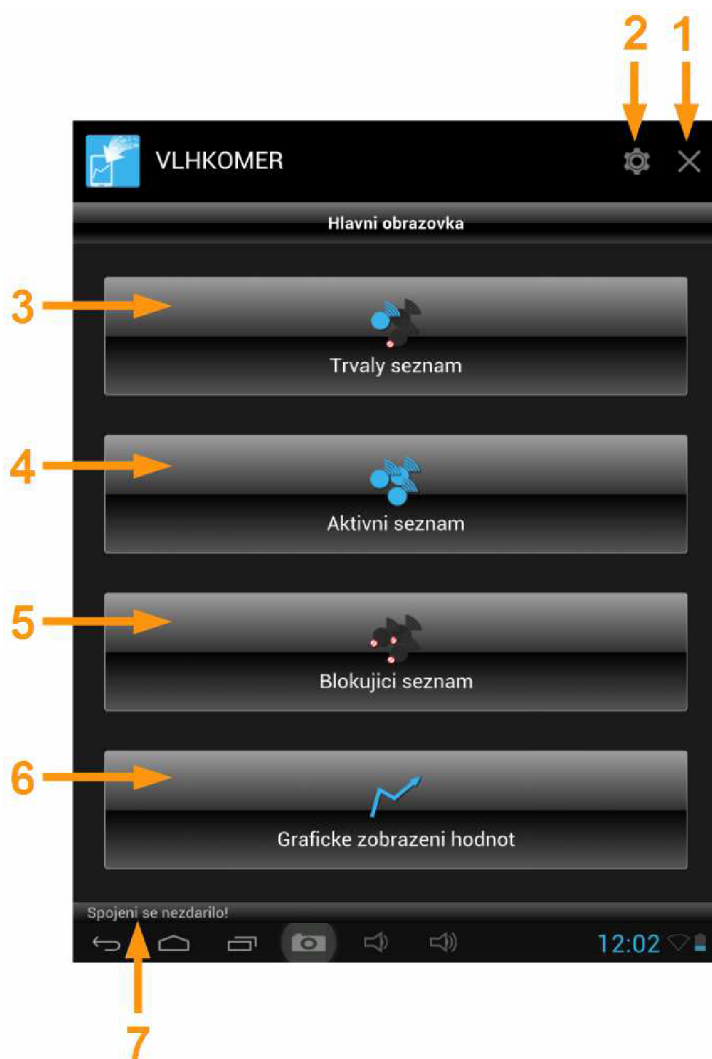 2 1
VLHKOMER
Hlavni obrazovka
3
Trvaly seznam
4
Aktivni seznam
5
Blokujici seznam
6
Graficke zobrazeni hodnot
Spojeni se nezdarilo!
12:02
7